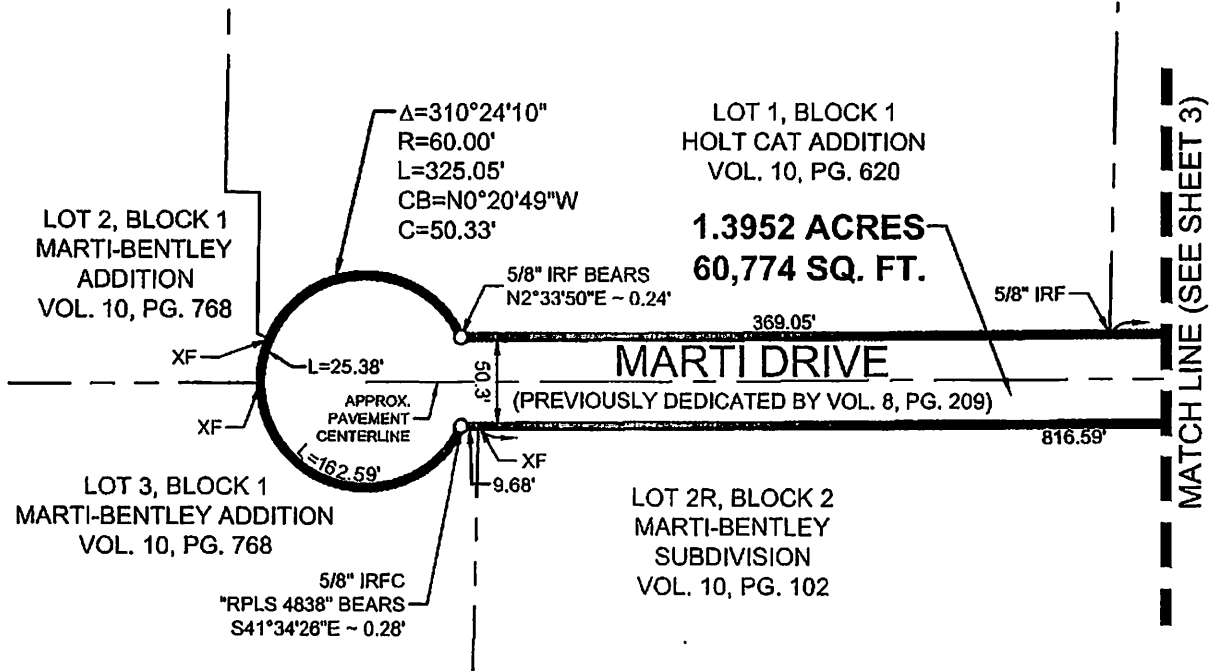 Δ=310°24'10"
R=60.00'
L=325.05'
CB=N0°20'49"W
C=50.33'
LOT 1, BLOCK 1
HOLT CAT ADDITION
VOL. 10, PG. 620
1.3952 ACRES
60,774 SQ. FT.
LOT 2, BLOCK 1
MARTI-BENTLEY
ADDITION
VOL. 10, PG. 768
5/8" IRF BEARS
N2°33'50"E ~ 0.24'
5/8" IRF
369.05'
XF
L=25.38'
50.3'
MARTI DRIVE
(PREVIOUSLY DEDICATED BY VOL. 8, PG. 209)
APPROX.
PAVEMENT
CENTERLINE
XF
L=162.59'
XF
9.68'
816.59'
LOT 3, BLOCK 1
MARTI-BENTLEY ADDITION
VOL. 10, PG. 768
LOT 2R, BLOCK 2
MARTI-BENTLEY
SUBDIVISION
VOL. 10, PG. 102
5/8" IRFC
"RPLS 4838" BEARS
S41°34'26"E ~ 0.28'
MATCH LINE (SEE SHEET 3)